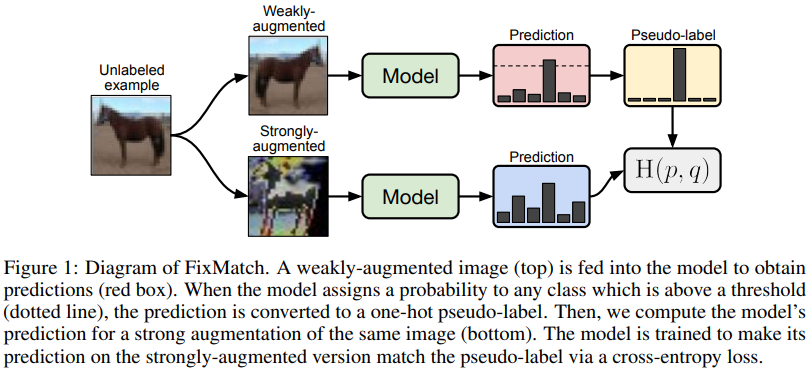 Weakly-
augmented
Prediction
Pseudo-label
Unlabeled
example
Model
Strongly-
augmented
Prediction
Model
H(p, q)
Figure 1: Diagram of FixMatch. A weakly-augmented image (top) is fed into the model to obtain
predictions (red box). When the model assigns a probability to any class which is above a threshold
(dotted line), the prediction is converted to a one-hot pseudo-label. Then, we compute the model’s
prediction for a strong augmentation of the same image (bottom). The model is trained to make its
prediction on the strongly-augmented version match the pseudo-label via a cross-entropy loss.